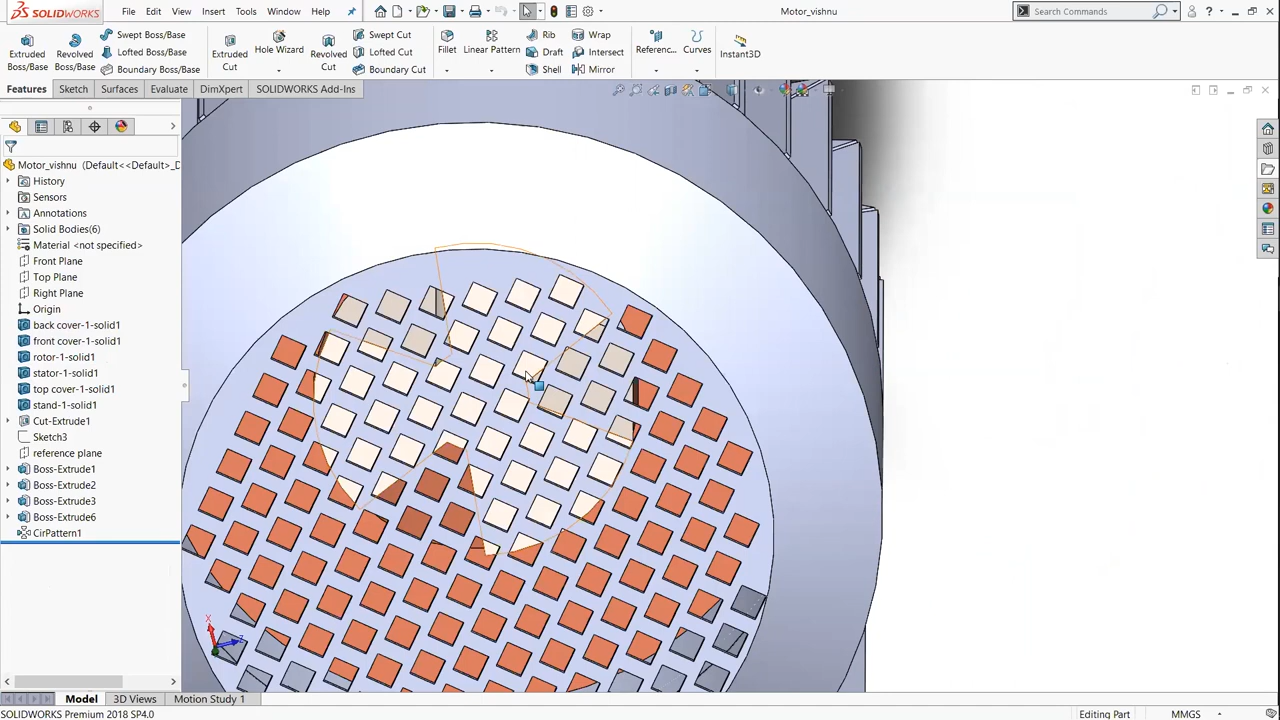 SOLIDWORKS File Edit View Insert Tools Window Help Motor_vishnu Search Commands ?
Extruded Boss/Base
Revolved Boss/Base
Swept Boss/Base
Lofted Boss/Base
Boundary Boss/Base
Extruded Cut
Hole Wizard
Revolved Cut
Swept Cut
Lofted Cut
Boundary Cut
Fillet
Linear Pattern
Rib
Draft
Shell
Wrap
Intersect
Mirror
Referenc...
Curves
Instant3D
Features Sketch Surfaces Evaluate DimXpert SOLIDWORKS Add-Ins
Motor_vishnu (Default<<Default>_D
History
Sensors
Annotations
Solid Bodies(6)
Material <not specified>
Front Plane
Top Plane
Right Plane
Origin
back cover-1-solid1
front cover-1-solid1
rotor-1-solid1
stator-1-solid1
top cover-1-solid1
stand-1-solid1
Cut-Extrude1
Sketch3
reference plane
Boss-Extrude1
Boss-Extrude2
Boss-Extrude3
Boss-Extrude6
CirPattern1
X
Z
Model 3D Views Motion Study 1
SOLIDWORKS Premium 2018 SP4.0 Editing Part MMGS